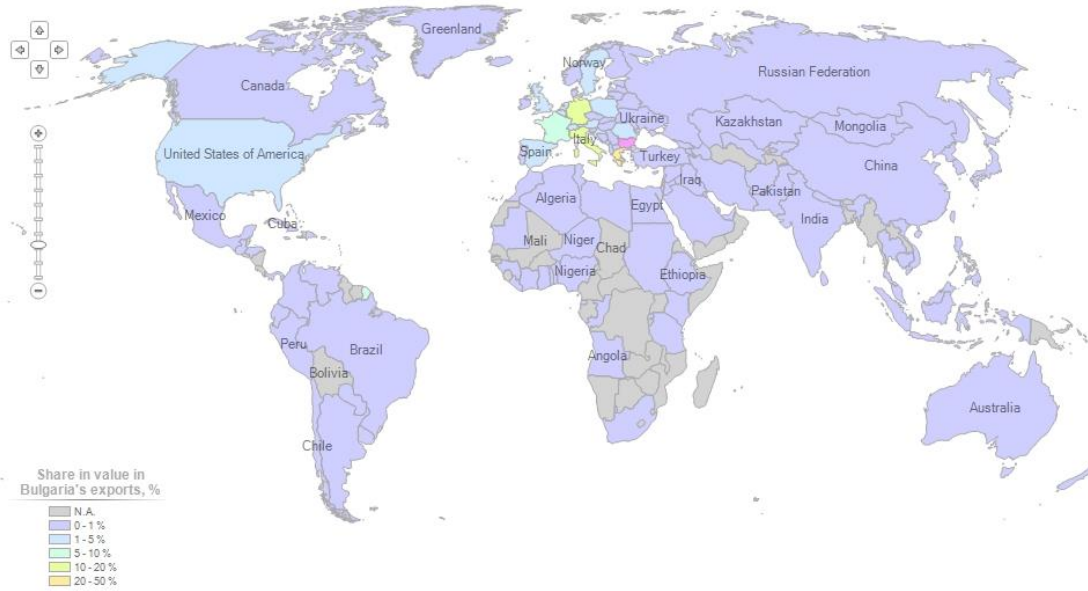 Greenland
Norway
Russian Federation
Canada
Ukraine
Kazakhstan
Mongolia
Italy
United States of America
Spain
Turkey
China
Iraq
Pakistan
Algeria
Egypt
Mexico
India
Cuba
Mali
Niger
Chad
Nigeria
Ethiopia
Peru
Brazil
Angola
Bolivia
Australia
Chile
Share in value in
Bulgaria's exports, %
N.A.
0 - 1 %
1 - 5 %
5 - 10 %
10 - 20 %
20 - 50 %